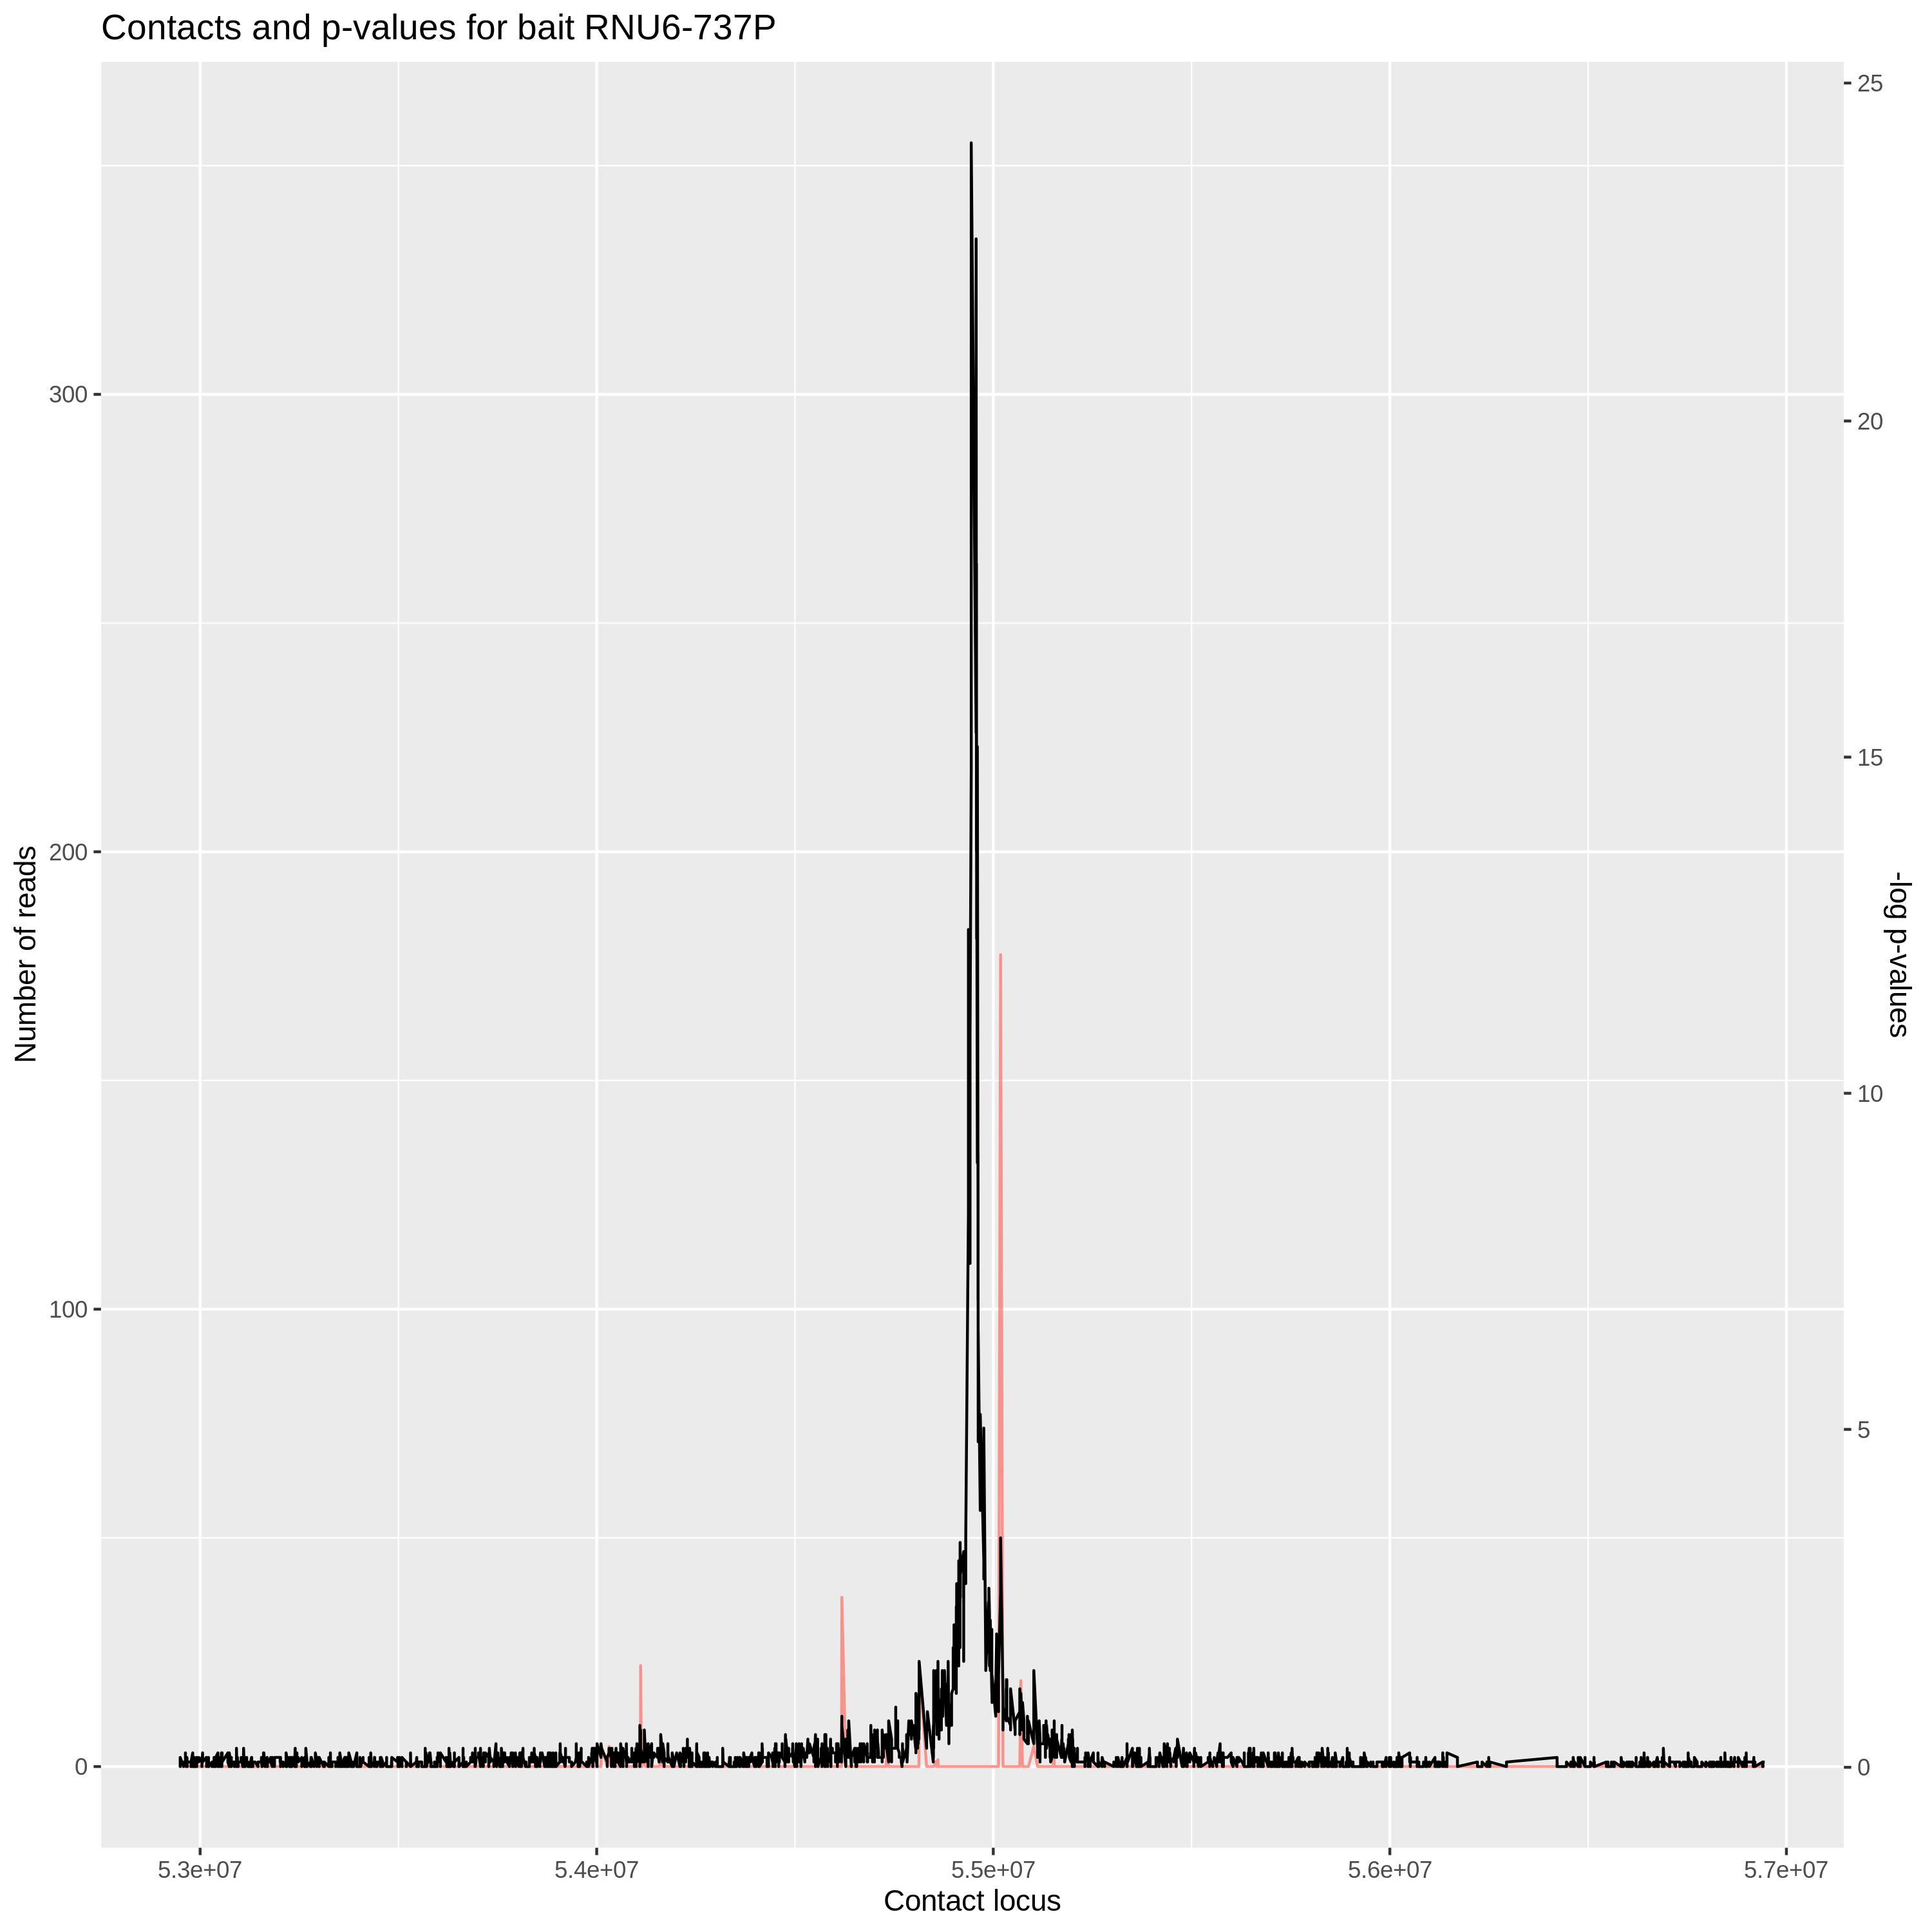 Contacts and p-values for bait RNU6-737P
Number of reads
300
200
100
0
25
20
15
10
5
0
-log p-values
5.3e+07
5.4e+07
5.5e+07
5.6e+07
5.7e+07
Contact locus